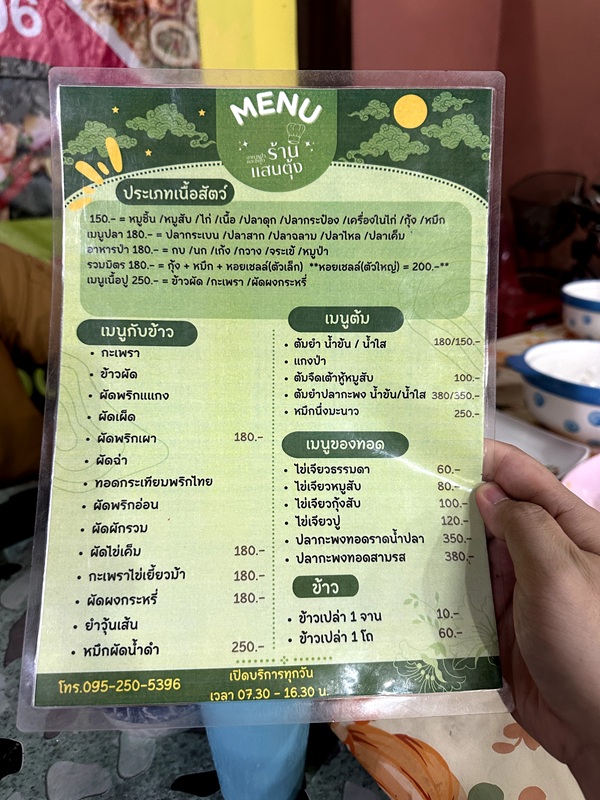 06
MENU
ร้าน
แสนตุ้ง
ประเภทเนื้อสัตว์
150.- = หมูชิ้น /หมูสับ /ไก่ /เนื้อ /ปลาดุก /ปลากระป๋อง /เครื่องในไก่ /กุ้ง /หมึก
เมนูปลา 180.- = ปลากระเบน /ปลาสาก /ปลาฉลาม /ปลาไหล /ปลาเค็ม
อาหารป่า 180.- = กบ /นก /เก้ง /กวาง /จระเข้ /หมูป่า
รวมมิตร 180.- = กุ้ง + หมึก + หอยเชลล์(ตัวเล็ก) **หอยเชลล์(ตัวใหญ่) = 200.-**
เมนูเนื้อปู 250.- = ข้าวผัด /กะเพรา /ผัดผงกระหรี่
เมนูกับข้าว
• กะเพรา
• ข้าวผัด
• ผัดพริกแแกง
• ผัดเผ็ด
• ผัดพริกเผา 180.-
• ผัดฉ่า
• ทอดกระเทียมพริกไทย
• ผัดพริกอ่อน
• ผัดผักรวม
• ผัดไข่เค็ม 180.-
• กะเพราไข่เยี่ยวม้า 180.-
• ผัดผงกระหรี่ 180.-
• ยำวุ้นเส้น
• หมึกผัดน้ำดำ 250.-
เมนูต้ม
• ต้มยำ น้ำข้น / น้ำใส 180/150.-
• แกงป่า
• ต้มจืดเต้าหู้หมูสับ 100.-
• ต้มยำปลากะพง น้ำข้น/น้ำใส 380/350.-
• หมึกนึ่งมะนาว 250.-
เมนูของทอด
• ไข่เจียวธรรมดา 60.-
• ไข่เจียวหมูสับ 80.-
• ไข่เจียวกุ้งสับ 100.-
• ไข่เจียวปู 120.-
• ปลากะพงทอดราดน้ำปลา 350.-
• ปลากะพงทอดสามรส 380.-
ข้าว
• ข้าวเปล่า 1 จาน 10.-
• ข้าวเปล่า 1 โถ 60.-
โทร.095-250-5396
เปิดบริการทุกวัน
เวลา 07.30 - 16.30 น.